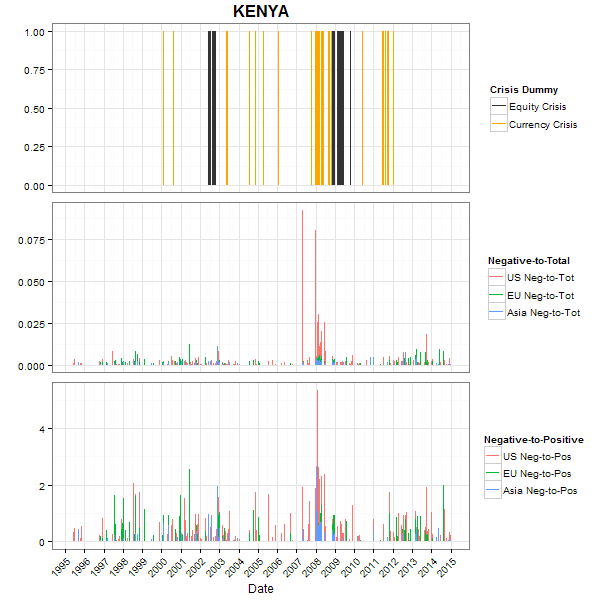 KENYA
1.00
0.75
0.50
0.25
0.00
Crisis Dummy
Equity Crisis
Currency Crisis
0.075
0.050
0.025
0.000
Negative-to-Total
US Neg-to-Tot
EU Neg-to-Tot
Asia Neg-to-Tot
4
2
0
Negative-to-Positive
US Neg-to-Pos
EU Neg-to-Pos
Asia Neg-to-Pos
1995 1996 1997 1998 1999 2000 2001 2002 2003 2004 2005 2006 2007 2008 2009 2010 2011 2012 2013 2014 2015
Date